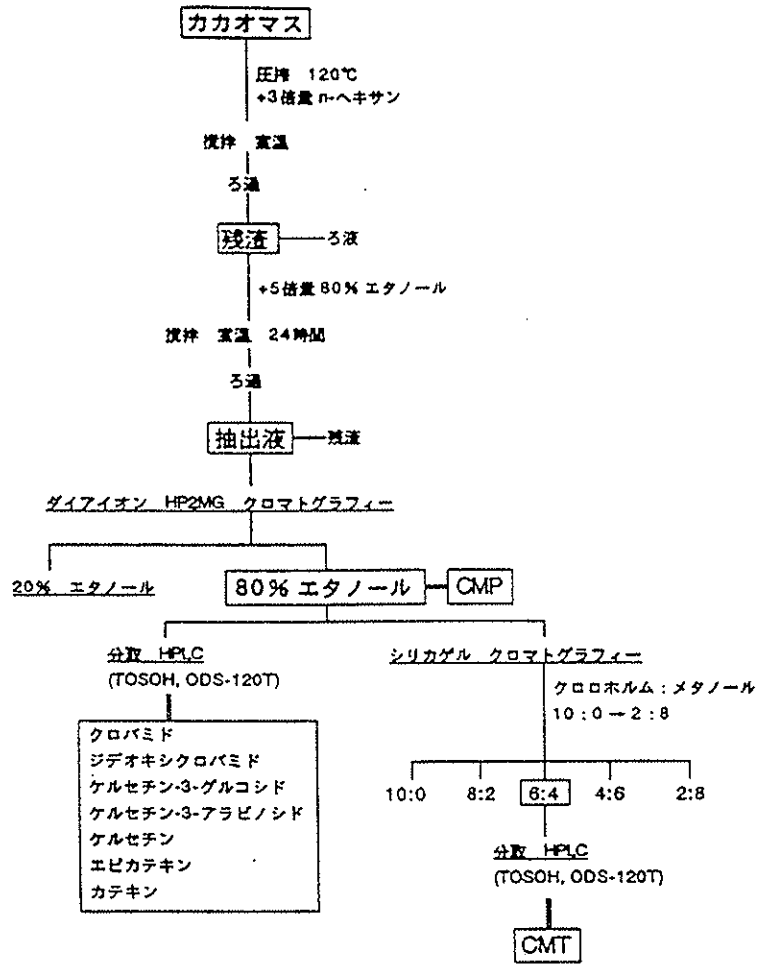 カカオマス
圧搾 120℃
+3倍量 n-ヘキサン
攪拌 室温
ろ過
残渣
ろ液
+5倍量 80% エタノール
攪拌 室温 24時間
ろ過
抽出液
残渣
ダイアイオン HP2MG クロマトグラフィー
20% エタノール
80% エタノール
CMP
分取 HPLC
(TOSOH, ODS-120T)
シリカゲル クロマトグラフィー
クロロホルム : メタノール
10 : 0 → 2 : 8
クロバミド
ジデオキシクロバミド
ケルセチン-3-グルコシド
ケルセチン-3-アラビノシド
ケルセチン
エピカテキン
カテキン
10:0 8:2 6:4 4:6 2:8
分取 HPLC
(TOSOH, ODS-120T)
CMT